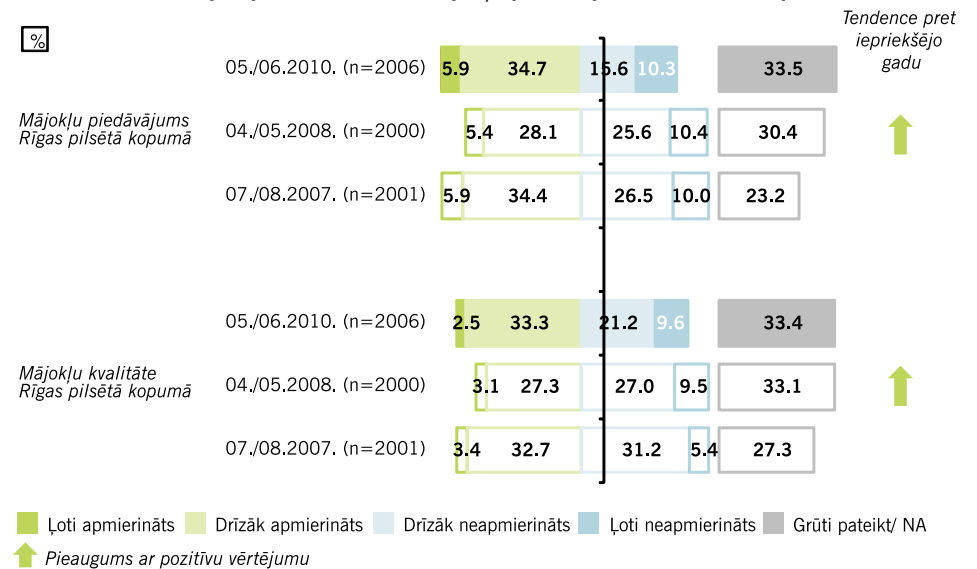 Tendence pret
iepriekšējo
gadu
%
05./06.2010. (n=2006) 5.9 34.7 15.6 10.3 33.5
Mājokļu piedāvājums
Rīgas pilsētā kopumā
04./05.2008. (n=2000) 5.4 28.1 25.6 10.4 30.4
07./08.2007. (n=2001) 5.9 34.4 26.5 10.0 23.2
05./06.2010. (n=2006) 2.5 33.3 21.2 9.6 33.4
Mājokļu kvalitāte
Rīgas pilsētā kopumā
04./05.2008. (n=2000) 3.1 27.3 27.0 9.5 33.1
07./08.2007. (n=2001) 3.4 32.7 31.2 5.4 27.3
Ļoti apmierināts Drīzāk apmierināts Drīzāk neapmierināts Ļoti neapmierināts Grūti pateikt/ NA
Pieaugums ar pozitīvu vērtējumu